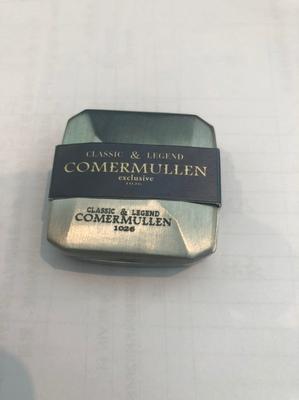 CLASSIC & LEGEND
COMERMULLEN
exclusive
1026
CLASSIC & LEGEND
COMERMULLEN
1026